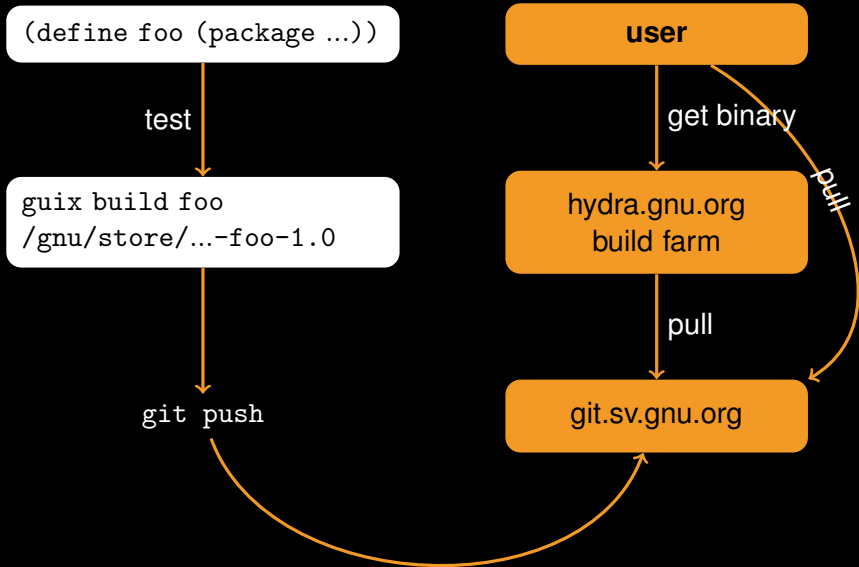 (define foo (package ...))
test
guix build foo
/gnu/store/...-foo-1.0
git push
user
get binary
pull
hydra.gnu.org
build farm
pull
git.sv.gnu.org